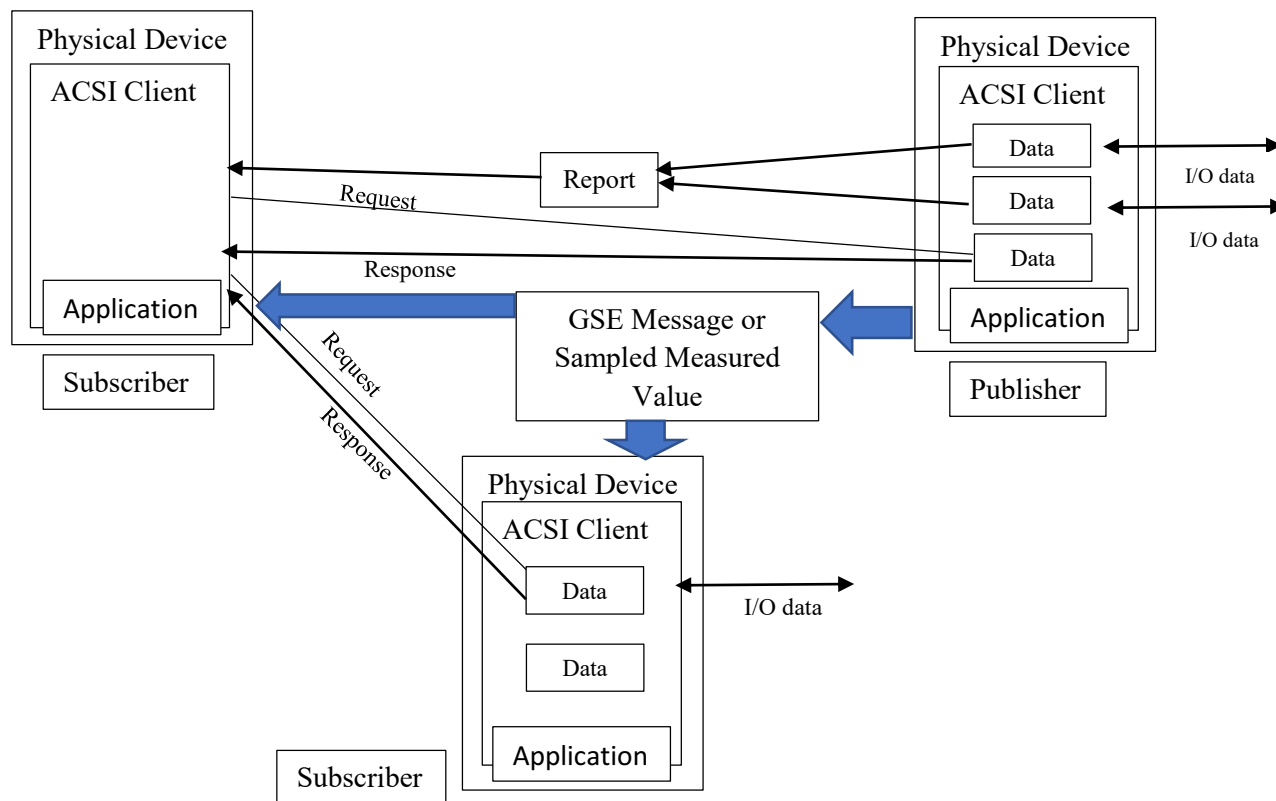 Physical Device
ACSI Client
Application
Subscriber
Report
Request
Response
Request
Response
GSE Message or
Sampled Measured
Value
Physical Device
ACSI Client
Data
Data
Data
Application
Publisher
I/O data
I/O data
Physical Device
ACSI Client
Data
Data
Application
I/O data
Subscriber